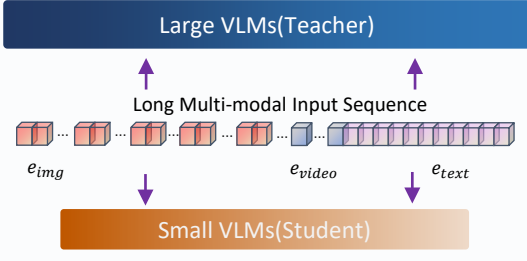 Large VLMs(Teacher)
Long Multi-modal Input Sequence
... ... ... ... ... ...
e_img e_video e_text
Small VLMs(Student)